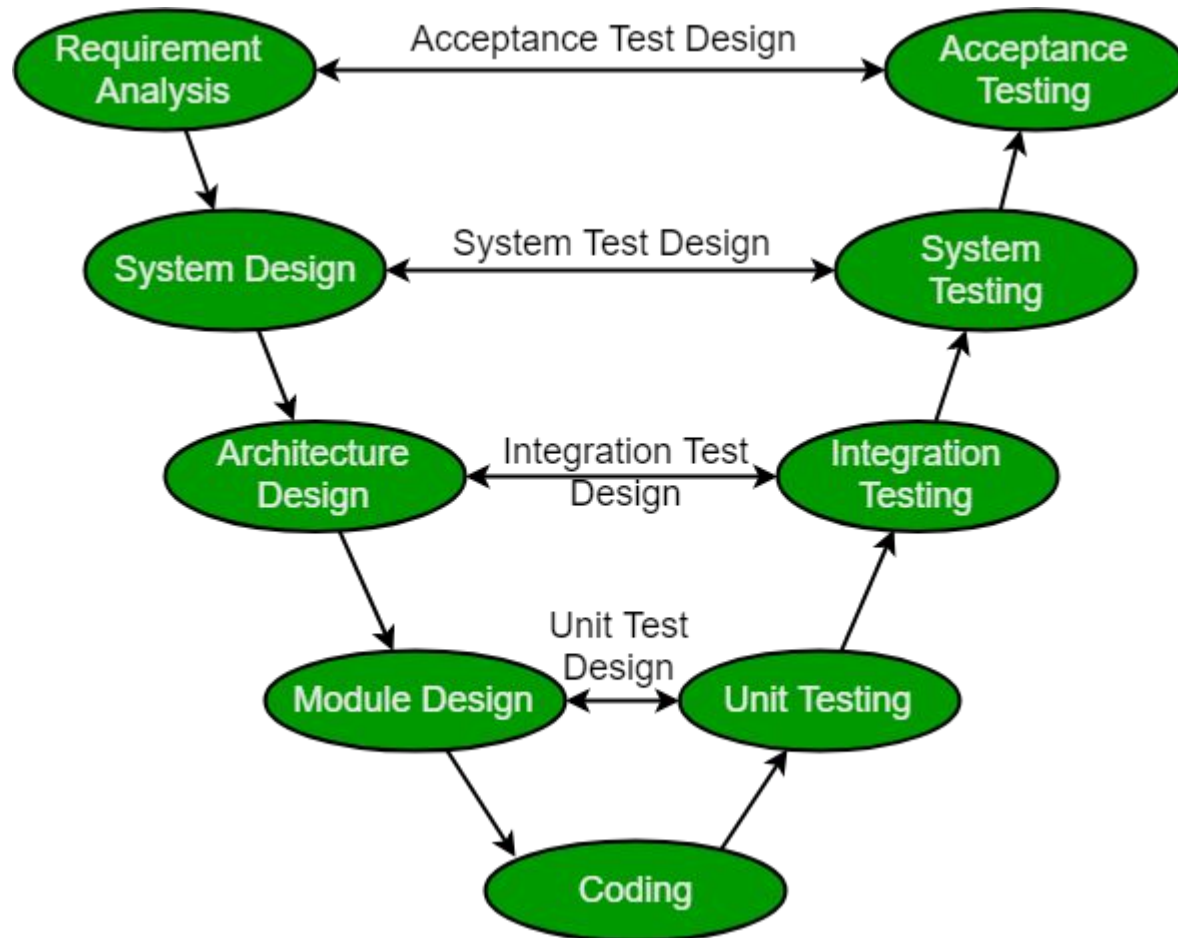 Requirement
Analysis
Acceptance Test Design
Acceptance
Testing
System Design
System Test Design
System
Testing
Architecture
Design
Integration Test
Design
Integration
Testing
Module Design
Unit Test
Design
Unit Testing
Coding